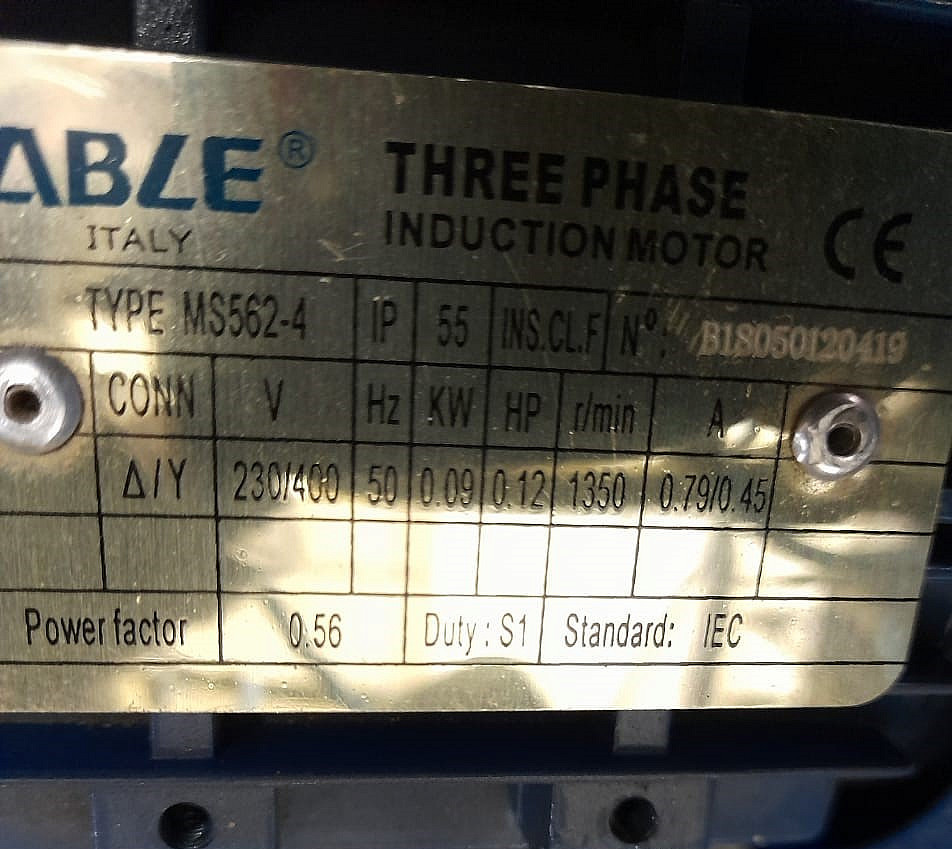 ABLE ®
ITALY
THREE PHASE
INDUCTION MOTOR
CE
TYPE MS562-4 IP 55 INS.CL.F Nº: B18050120419
CONN V Hz KW HP r/min A
Δ/Y 230/400 50 0.09 0.12 1350 0.79/0.45
Power factor 0.56 Duty: S1 Standard: IEC